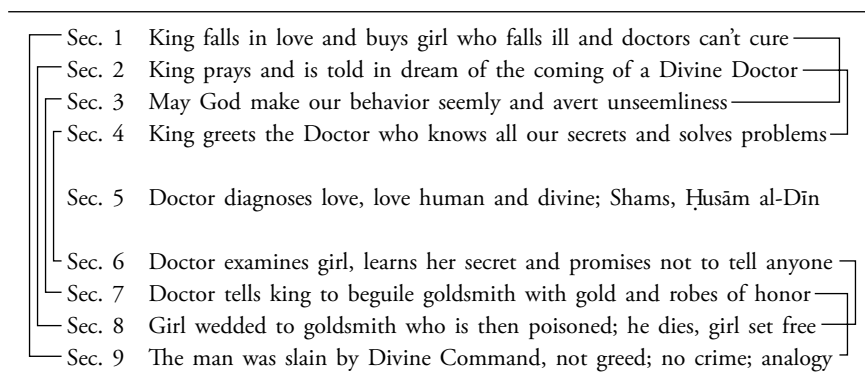 Sec. 1 King falls in love and buys girl who falls ill and doctors can't cure
Sec. 2 King prays and is told in dream of the coming of a Divine Doctor
Sec. 3 May God make our behavior seemly and avert unseemliness
Sec. 4 King greets the Doctor who knows all our secrets and solves problems
Sec. 5 Doctor diagnoses love, love human and divine; Shams, Ḥusām al-Dīn
Sec. 6 Doctor examines girl, learns her secret and promises not to tell anyone
Sec. 7 Doctor tells king to beguile goldsmith with gold and robes of honor
Sec. 8 Girl wedded to goldsmith who is then poisoned; he dies, girl set free
Sec. 9 The man was slain by Divine Command, not greed; no crime; analogy